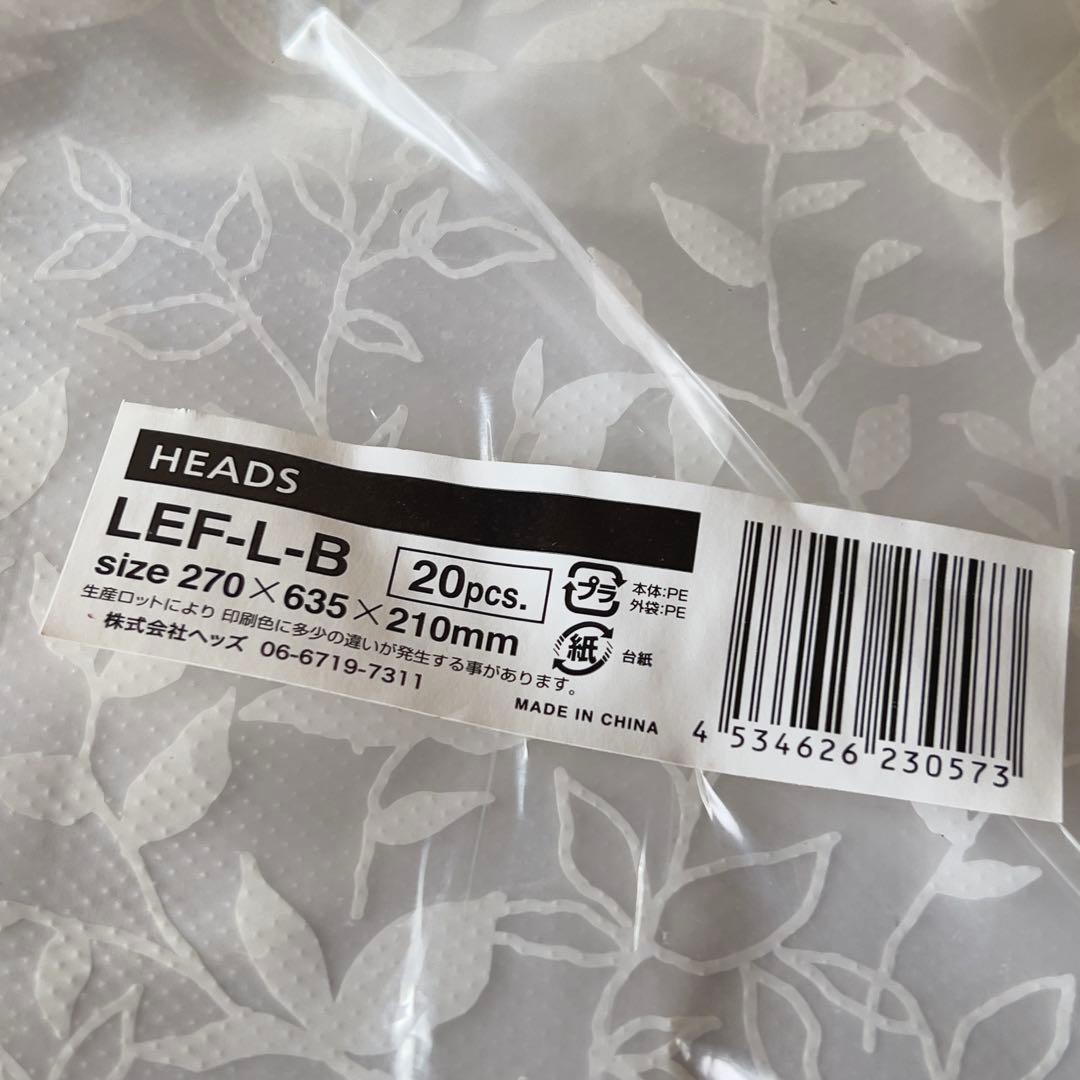 HEADS
LEF-L-B
size 270×635×210mm
20pcs.
プラ
本体:PE
外袋:PE
紙
台紙
生産ロットにより 印刷色に多少の違いが発生する事があります。
株式会社ヘッズ 06-6719-7311
MADE IN CHINA
4 534626 230573